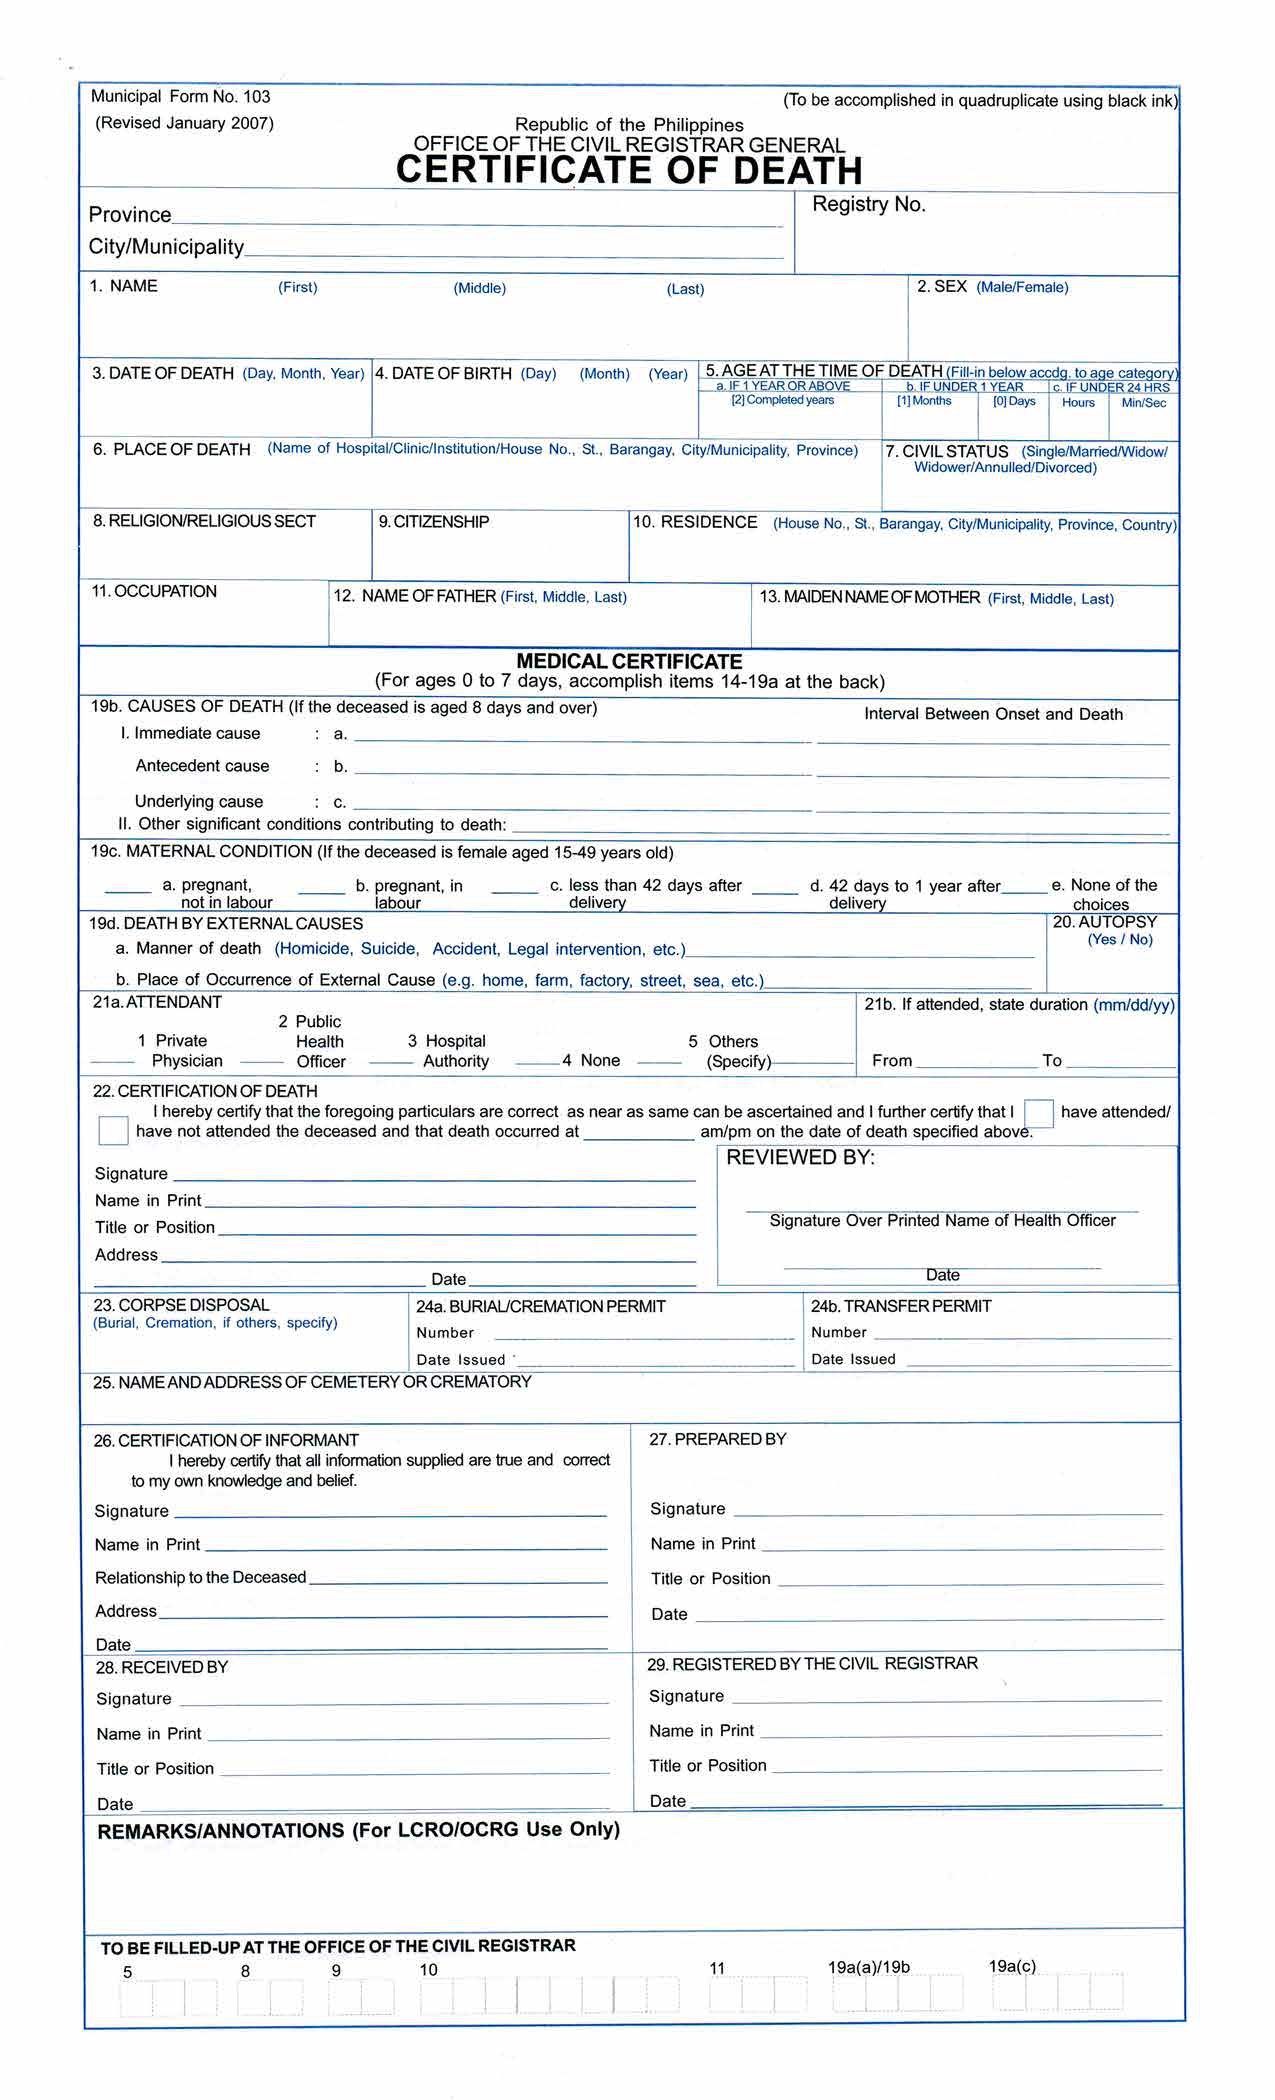 Municipal Form No. 103
(To be accomplished in quadruplicate using black ink)
(Revised January 2007)
Republic of the Philippines
OFFICE OF THE CIVIL REGISTRAR GENERAL
CERTIFICATE OF DEATH
Province
Registry No.
City/Municipality
1. NAME (First) (Middle) (Last)
2. SEX (Male/Female)
3. DATE OF DEATH (Day, Month, Year)
4. DATE OF BIRTH (Day) (Month) (Year)
5. AGE AT THE TIME OF DEATH (Fill-in below accdg. to age category)
a. IF 1 YEAR OR ABOVE b. IF UNDER 1 YEAR c. IF UNDER 24 HRS
[2] Completed years [1] Months [0] Days Hours Min/Sec
6. PLACE OF DEATH (Name of Hospital/Clinic/Institution/House No., St., Barangay, City/Municipality, Province)
7. CIVIL STATUS (Single/Married/Widow/
Widower/Annulled/Divorced)
8. RELIGION/RELIGIOUS SECT
9. CITIZENSHIP
10. RESIDENCE (House No., St., Barangay, City/Municipality, Province, Country)
11. OCCUPATION
12. NAME OF FATHER (First, Middle, Last)
13. MAIDEN NAME OF MOTHER (First, Middle, Last)
MEDICAL CERTIFICATE
(For ages 0 to 7 days, accomplish items 14-19a at the back)
19b. CAUSES OF DEATH (If the deceased is aged 8 days and over)
Interval Between Onset and Death
I. Immediate cause : a.
Antecedent cause : b.
Underlying cause : c.
II. Other significant conditions contributing to death:
19c. MATERNAL CONDITION (If the deceased is female aged 15-49 years old)
a. pregnant, not in labour
b. pregnant, in labour
c. less than 42 days after delivery
d. 42 days to 1 year after delivery
e. None of the choices
19d. DEATH BY EXTERNAL CAUSES
a. Manner of death (Homicide, Suicide, Accident, Legal intervention, etc.)
b. Place of Occurrence of External Cause (e.g. home, farm, factory, street, sea, etc.)
20. AUTOPSY
(Yes / No)
21a. ATTENDANT
1 Private Physician
2 Public Health Officer
3 Hospital Authority
4 None
5 Others (Specify)
21b. If attended, state duration (mm/dd/yy)
From To
22. CERTIFICATION OF DEATH
I hereby certify that the foregoing particulars are correct as near as same can be ascertained and I further certify that I have attended/
have not attended the deceased and that death occurred at am/pm on the date of death specified above.
Signature
Name in Print
Title or Position
Address
Date
REVIEWED BY:
Signature Over Printed Name of Health Officer
Date
23. CORPSE DISPOSAL
(Burial, Cremation, if others, specify)
24a. BURIAL/CREMATION PERMIT
Number
Date Issued
24b. TRANSFER PERMIT
Number
Date Issued
25. NAME AND ADDRESS OF CEMETERY OR CREMATORY
26. CERTIFICATION OF INFORMANT
I hereby certify that all information supplied are true and correct
to my own knowledge and belief.
Signature
Name in Print
Relationship to the Deceased
Address
Date
27. PREPARED BY
Signature
Name in Print
Title or Position
Date
28. RECEIVED BY
Signature
Name in Print
Title or Position
Date
29. REGISTERED BY THE CIVIL REGISTRAR
Signature
Name in Print
Title or Position
Date
REMARKS/ANNOTATIONS (For LCRO/OCRG Use Only)
TO BE FILLED-UP AT THE OFFICE OF THE CIVIL REGISTRAR
5 8 9 10 11 19a(a)/19b 19a(c)